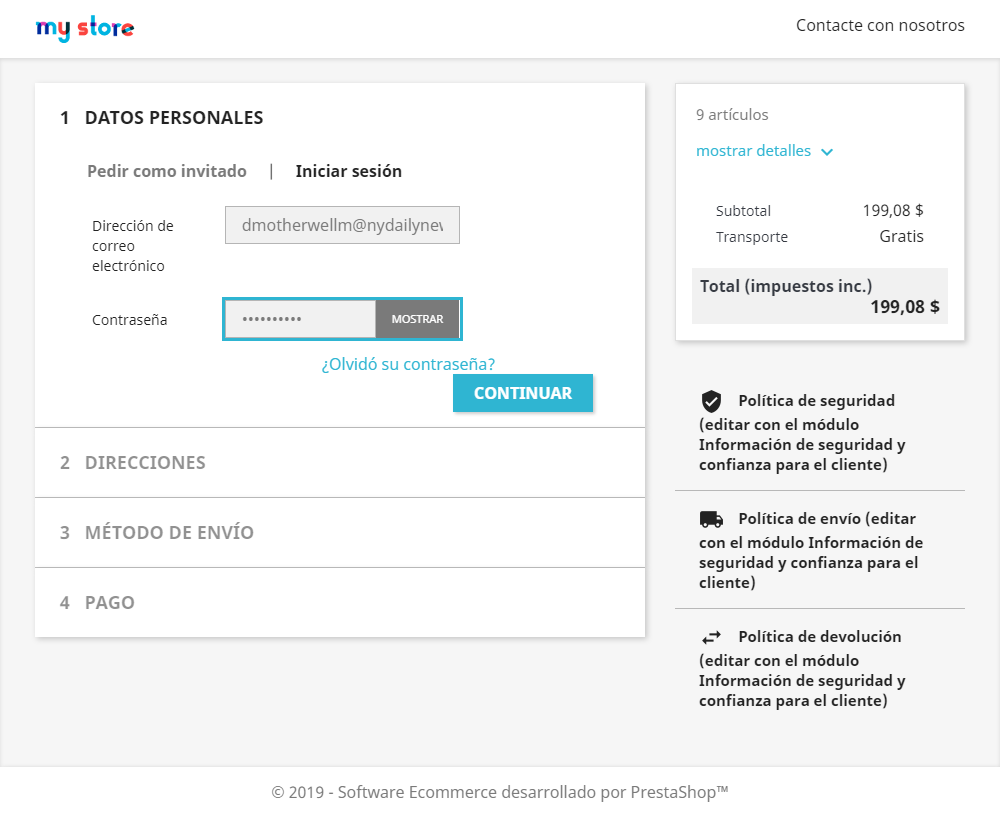 my store
Contacte con nosotros
1 DATOS PERSONALES
Pedir como invitado | Iniciar sesión
Dirección de
correo
electrónico
dmotherwellm@nydailynev
Contraseña
••••••••••
MOSTRAR
¿Olvidó su contraseña?
CONTINUAR
2 DIRECCIONES
3 MÉTODO DE ENVÍO
4 PAGO
9 artículos
mostrar detalles
Subtotal 199,08 $
Transporte Gratis
Total (impuestos inc.)
199,08 $
Política de seguridad
(editar con el módulo
Información de seguridad y
confianza para el cliente)
Política de envío (editar
con el módulo Información de
seguridad y confianza para el
cliente)
Política de devolución
(editar con el módulo
Información de seguridad y
confianza para el cliente)
© 2019 - Software Ecommerce desarrollado por PrestaShop™